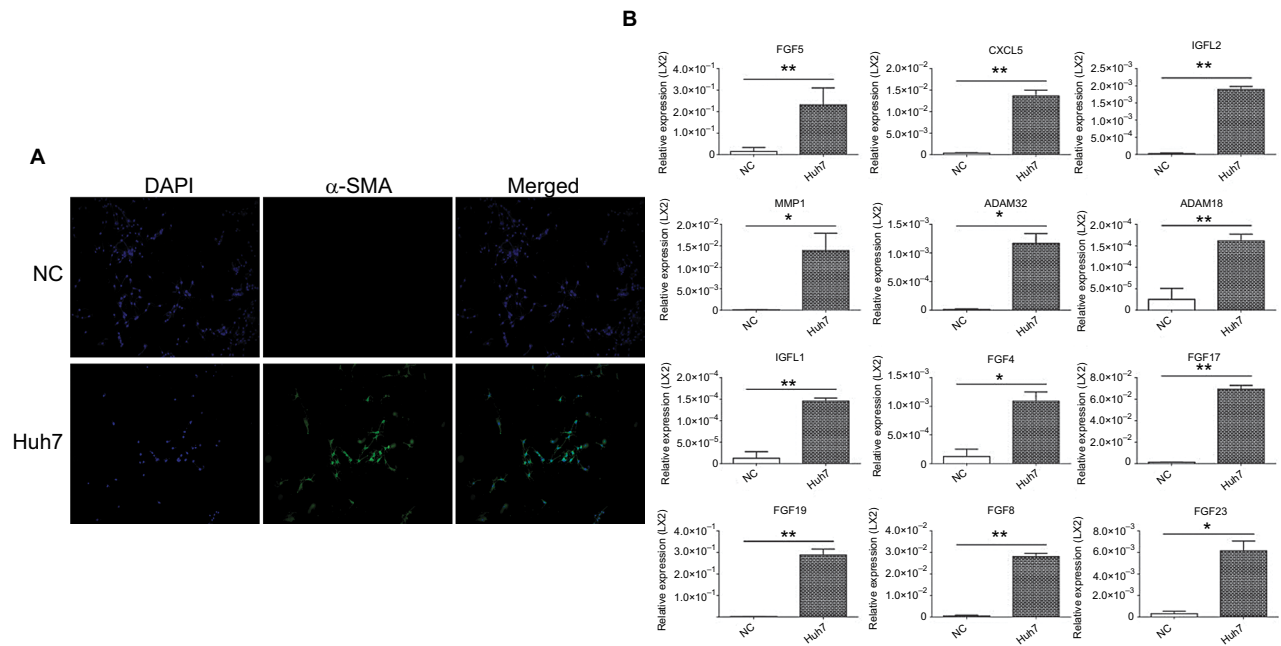 A
DAPI α-SMA Merged
NC
Huh7
B
FGF5
Relative expression (LX2)
4.0×10⁻¹
3.0×10⁻¹
2.0×10⁻¹
1.0×10⁻¹
0
**
NC Huh7
CXCL5
Relative expression (LX2)
2.0×10⁻²
1.5×10⁻²
1.0×10⁻²
5.0×10⁻³
0
**
NC Huh7
IGFL2
Relative expression (LX2)
2.5×10⁻³
2.0×10⁻³
1.5×10⁻³
1.0×10⁻³
5.0×10⁻⁴
0
**
NC Huh7
MMP1
Relative expression (LX2)
2.0×10⁻²
1.5×10⁻²
1.0×10⁻²
5.0×10⁻³
0
*
NC Huh7
ADAM32
Relative expression (LX2)
1.5×10⁻³
1.0×10⁻³
5.0×10⁻⁴
0
*
NC Huh7
ADAM18
Relative expression (LX2)
2.0×10⁻⁴
1.5×10⁻⁴
1.0×10⁻⁴
5.0×10⁻⁵
0
**
NC Huh7
IGFL1
Relative expression (LX2)
2.0×10⁻⁴
1.5×10⁻⁴
1.0×10⁻⁴
5.0×10⁻⁵
0
**
NC Huh7
FGF4
Relative expression (LX2)
1.5×10⁻³
1.0×10⁻³
5.0×10⁻⁴
0
*
NC Huh7
FGF17
Relative expression (LX2)
8.0×10⁻²
6.0×10⁻²
4.0×10⁻²
2.0×10⁻²
0
**
NC Huh7
FGF19
Relative expression (LX2)
4.0×10⁻¹
3.0×10⁻¹
2.0×10⁻¹
1.0×10⁻¹
**
NC Huh7
FGF8
Relative expression (LX2)
4.0×10⁻²
3.0×10⁻²
2.0×10⁻²
1.0×10⁻²
0
**
NC Huh7
FGF23
Relative expression (LX2)
8.0×10⁻³
6.0×10⁻³
4.0×10⁻³
2.0×10⁻³
0
*
NC Huh7